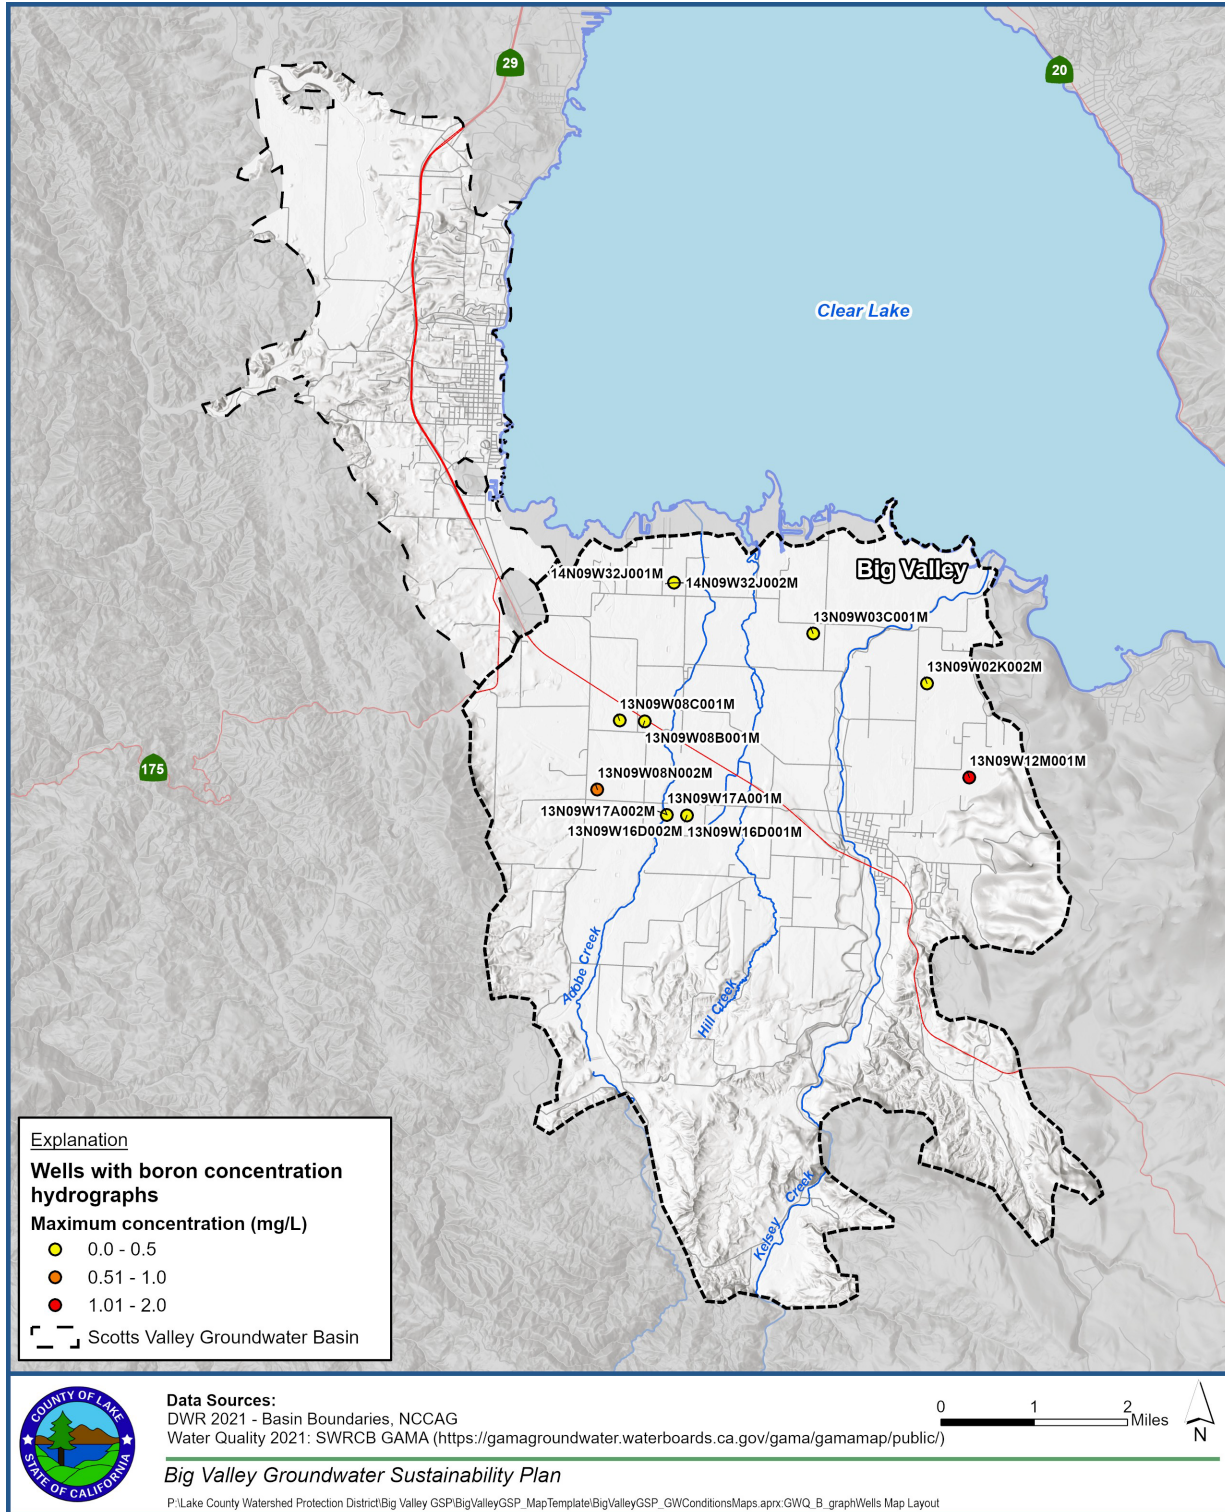 29
20
Clear Lake
Big Valley
14N09W32J001M
14N09W32J002M
13N09W03C001M
13N09W02K002M
13N09W08C001M
13N09W08B001M
13N09W12M001M
175
13N09W08N002M
13N09W17A001M
13N09W17A002M
13N09W16D002M
13N09W16D001M
Adobe Creek
Hill Creek
Kelsey Creek
Explanation
Wells with boron concentration
hydrographs
Maximum concentration (mg/L)
0.0 - 0.5
0.51 - 1.0
1.01 - 2.0
Scotts Valley Groundwater Basin
COUNTY OF LAKE
STATE OF CALIFORNIA
Data Sources:
DWR 2021 - Basin Boundaries, NCCAG
Water Quality 2021: SWRCB GAMA (https://gamagroundwater.waterboards.ca.gov/gama/gamamap/public/)
0 1 2
Miles
N
Big Valley Groundwater Sustainability Plan
P:\Lake County Watershed Protection District\Big Valley GSP\BigValleyGSP_MapTemplate\BigValleyGSP_GWConditionsMaps.aprx:GWQ_B_graphWells Map Layout